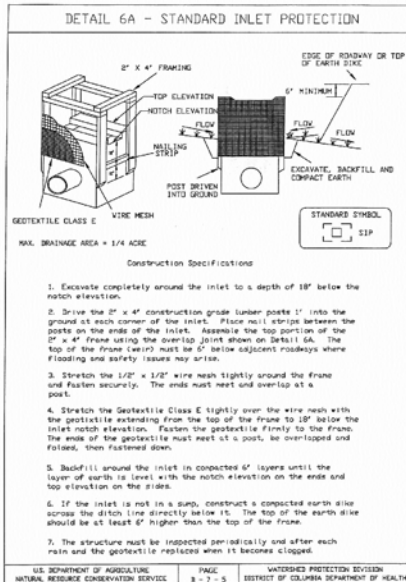 DETAIL 6A - STANDARD INLET PROTECTION
EDGE OF ROADWAY OR TOP
OF EARTH DIKE
2" X 4" FRAMING
6" MINIMUM
TOP ELEVATION
NOTCH ELEVATION
FLOW
FLOW
FLOW
FLOW
NAILING
STRIP
EXCAVATE, BACKFILL AND
COMPACT EARTH
POST DRIVEN
INTO GROUND
WIRE MESH
GEOTEXTILE CLASS E
STANDARD SYMBOL
SIP
MAX. DRAINAGE AREA = 1/4 ACRE
Construction Specifications
1. Excavate completely around the inlet to a depth of 18" below the
notch elevation.
2. Drive the 2" x 4" construction grade lumber posts 1' into the
ground at each corner of the inlet. Place nail strips between the
posts on the ends of the inlet. Assemble the top portion of the
2" x 4" frame using the overlap joint shown on Detail 6A. The
top of the frame (weir) must be 6" below adjacent roadways where
flooding and safety issues may arise.
3. Stretch the 1/2" x 1/2" wire mesh tightly around the frame
and fasten securely. The ends must meet and overlap at a
post.
4. Stretch the Geotextile Class E tightly over the wire mesh with
the geotextile extending from the top of the frame to 18" below the
inlet notch elevation. Fasten the geotextile firmly to the frame.
The ends of the geotextile must meet at a post, be overlapped and
folded, then fastened down.
5. Backfill around the inlet in compacted 6" layers until the
layer of earth is level with the notch elevation on the ends and
top elevation on the sides.
6. If the inlet is not in a sump, construct a compacted earth dike
across the ditch line directly below it. The top of the earth dike
should be at least 6" higher than the top of the frame.
7. The structure must be inspected periodically and after each
rain and the geotextile replaced when it becomes clogged.
U.S. DEPARTMENT OF AGRICULTURE
NATURAL RESOURCE CONSERVATION SERVICE
PAGE
B - 7 - 5
WATERSHED PROTECTION DIVISION
DISTRICT OF COLUMBIA DEPARTMENT OF HEALTH